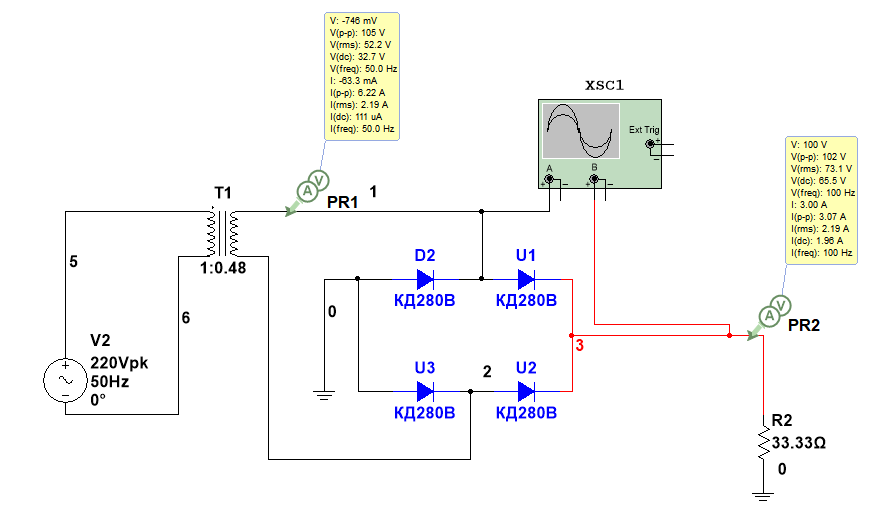 V: -746 mV
V(p-p): 105 V
V(rms): 52.2 V
V(dc): 32.7 V
V(freq): 50.0 Hz
I: -63.3 mA
I(p-p): 6.22 A
I(rms): 2.19 A
I(dc): 111 uA
I(freq): 50.0 Hz
XSC1
Ext Trig
+
−
A
B
+ −
+ −
V: 100 V
V(p-p): 102 V
V(rms): 73.1 V
V(dc): 65.5 V
V(freq): 100 Hz
I: 3.00 A
I(p-p): 3.07 A
I(rms): 2.19 A
I(dc): 1.96 A
I(freq): 100 Hz
A V
PR1
1
T1
1:0.48
5
6
D2
КД280В
U1
КД280В
0
A V
PR2
3
V2
220Vpk
50Hz
0°
+
−
U3
КД280В
2
U2
КД280В
R2
33.33Ω
0